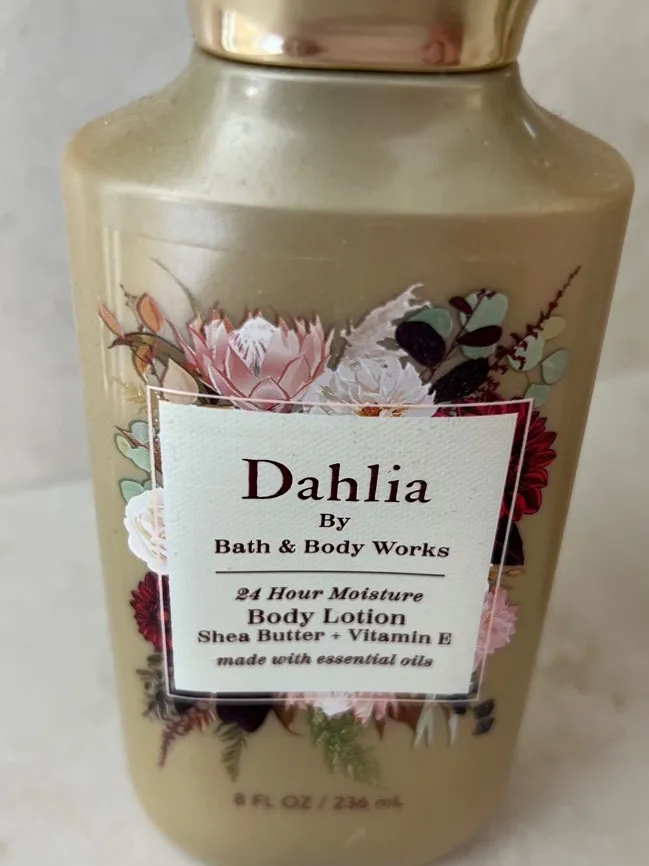 Dahlia
By
Bath & Body Works
24 Hour Moisture
Body Lotion
Shea Butter + Vitamin E
made with essential oils
8 FL OZ / 236 mL